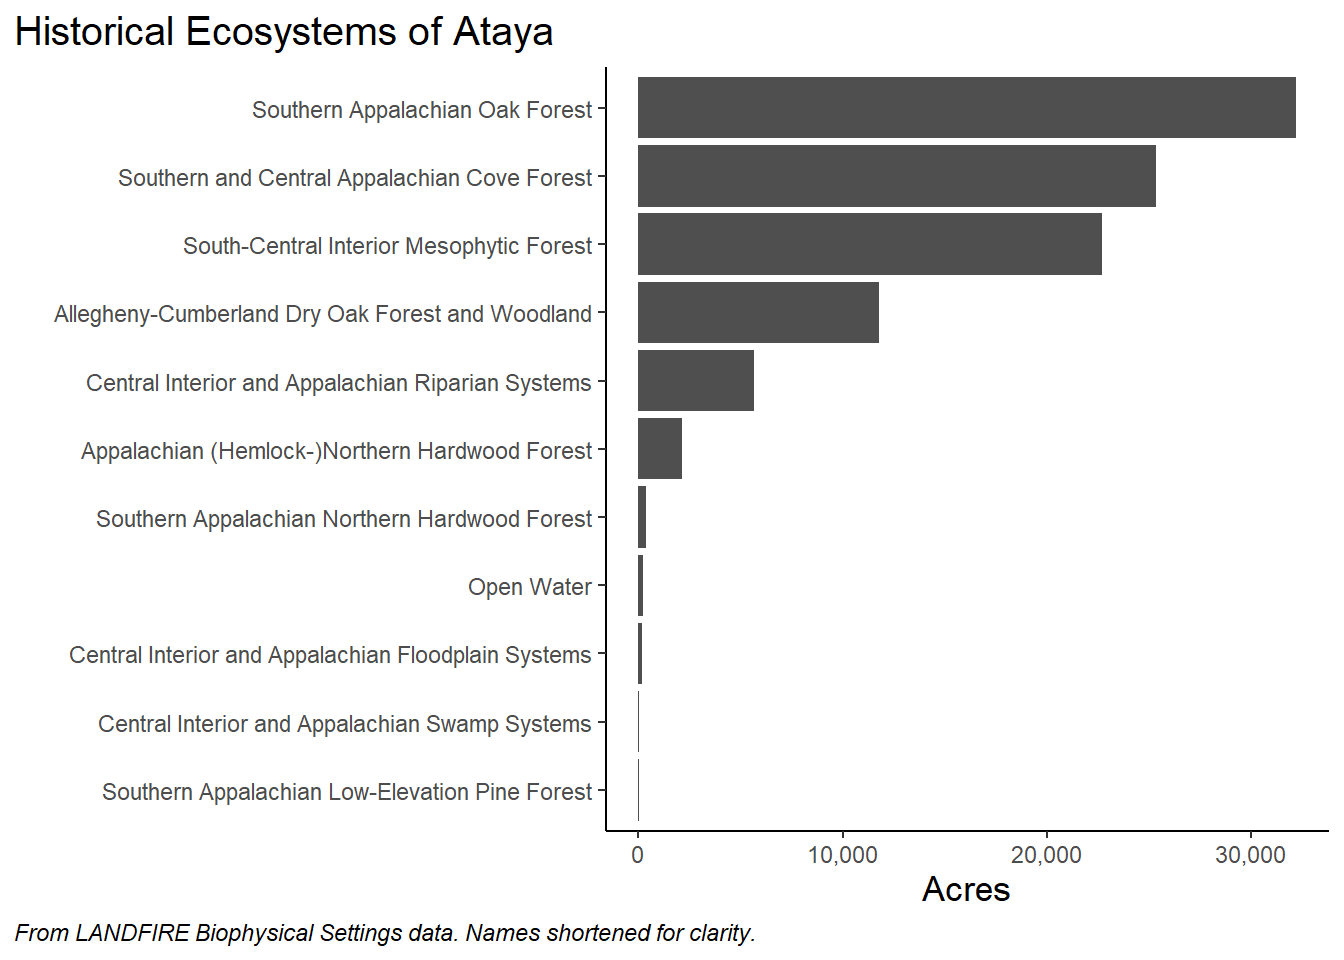 Historical Ecosystems of Ataya
Southern Appalachian Oak Forest
Southern and Central Appalachian Cove Forest
South-Central Interior Mesophytic Forest
Allegheny-Cumberland Dry Oak Forest and Woodland
Central Interior and Appalachian Riparian Systems
Appalachian (Hemlock-)Northern Hardwood Forest
Southern Appalachian Northern Hardwood Forest
Open Water
Central Interior and Appalachian Floodplain Systems
Central Interior and Appalachian Swamp Systems
Southern Appalachian Low-Elevation Pine Forest
0 10,000 20,000 30,000
Acres
From LANDFIRE Biophysical Settings data. Names shortened for clarity.